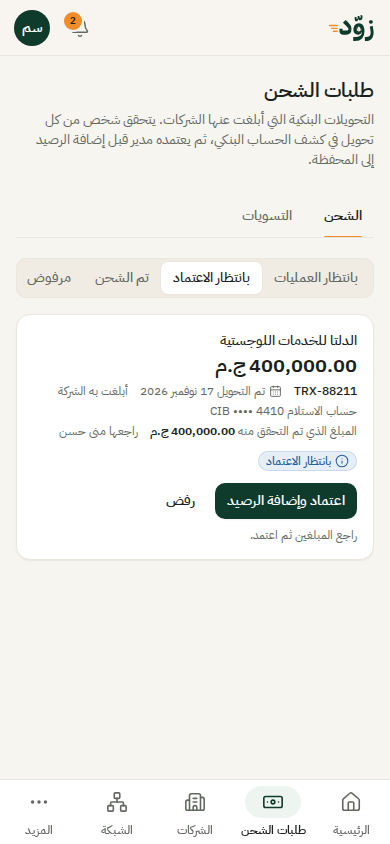 زوّد
2
سم
طلبات الشحن
التحويلات البنكية التي أبلغت عنها الشركات. يتحقق شخص من كل
تحويل في كشف الحساب البنكي، ثم يعتمده مدير قبل إضافة الرصيد
إلى المحفظة.
الشحن
التسويات
بانتظار العمليات
بانتظار الاعتماد
تم الشحن
مرفوض
الدلتا للخدمات اللوجستية
400,000.00 ج.م
TRX-88211 تم التحويل 17 نوفمبر 2026 أبلغت به الشركة
حساب الاستلام CIB •••• 4410
المبلغ الذي تم التحقق منه 400,000.00 ج.م راجعها منى حسن
بانتظار الاعتماد
اعتماد وإضافة الرصيد
رفض
راجع المبلغين ثم اعتمد.
الرئيسية
طلبات الشحن
الشركات
الشبكة
المزيد